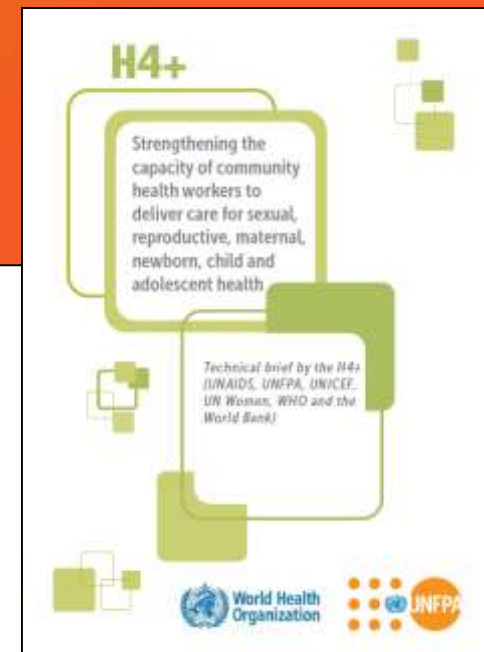 H4+
Strengthening the
capacity of community
health workers to
deliver care for sexual,
reproductive, maternal,
newborn, child and
adolescent health
Technical brief by the H4+
(UNAIDS, UNFPA, UNICEF,
UN Women, WHO and the
World Bank)
World Health
Organization
UNFPA